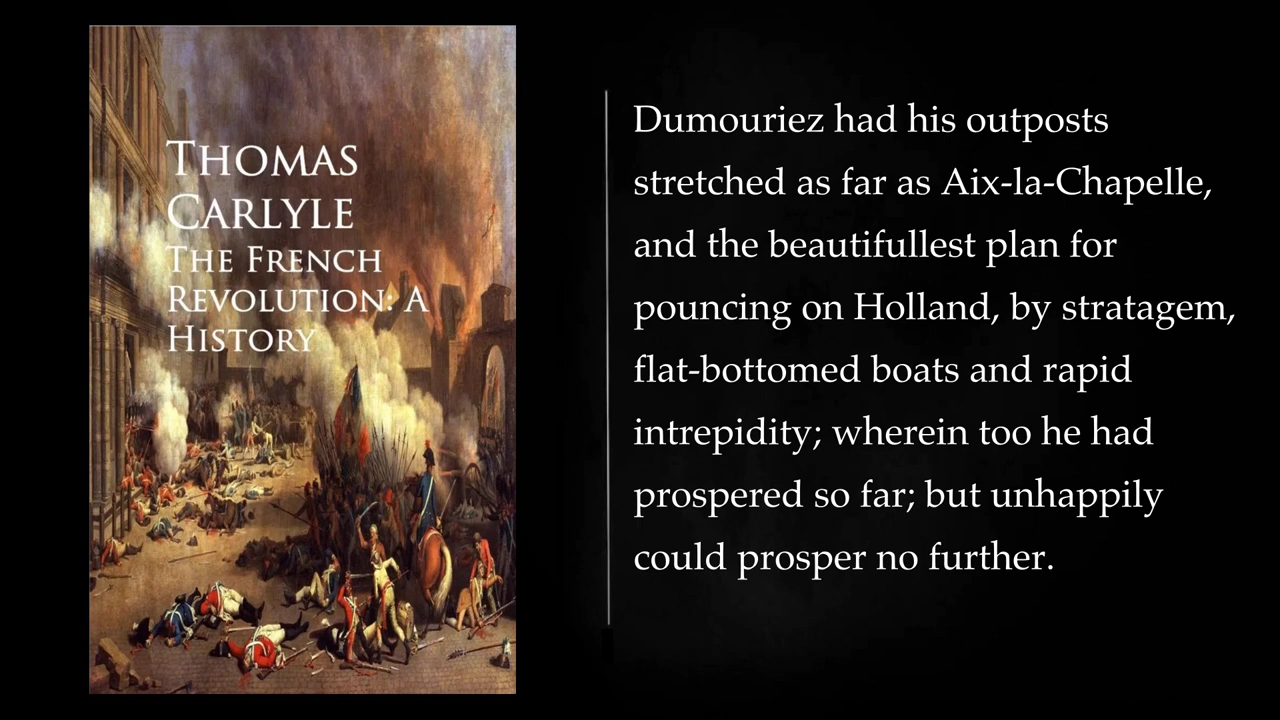 THOMAS
CARLYLE
THE FRENCH
REVOLUTION: A
HISTORY
Dumouriez had his outposts
stretched as far as Aix-la-Chapelle,
and the beautifullest plan for
pouncing on Holland, by stratagem,
flat-bottomed boats and rapid
intrepidity; wherein too he had
prospered so far; but unhappily
could prosper no further.